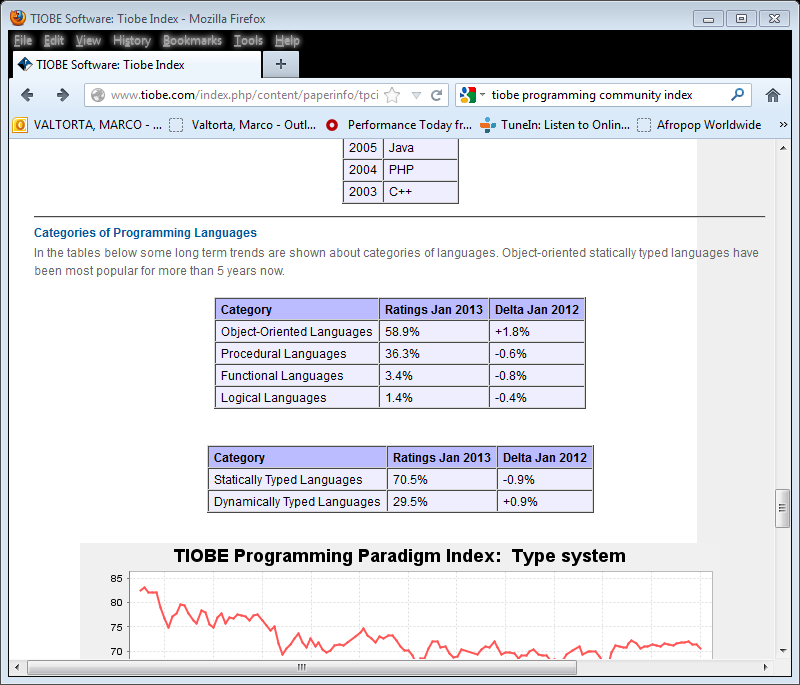 TIOBE Software: Tiobe Index - Mozilla Firefox
File Edit View History Bookmarks Tools Help
TIOBE Software: Tiobe Index
www.tiobe.com/index.php/content/paperinfo/tpci
tiobe programming community index
VALTORTA, MARCO - ... Valtorta, Marco - Outl... Performance Today fr... TuneIn: Listen to Onlin... Afropop Worldwide »
2005 Java
2004 PHP
2003 C++
Categories of Programming Languages
In the tables below some long term trends are shown about categories of languages. Object-oriented statically typed languages have
been most popular for more than 5 years now.
Category Ratings Jan 2013 Delta Jan 2012
Object-Oriented Languages 58.9% +1.8%
Procedural Languages 36.3% -0.6%
Functional Languages 3.4% -0.8%
Logical Languages 1.4% -0.4%
Category Ratings Jan 2013 Delta Jan 2012
Statically Typed Languages 70.5% -0.9%
Dynamically Typed Languages 29.5% +0.9%
TIOBE Programming Paradigm Index: Type system
85
80
75
70